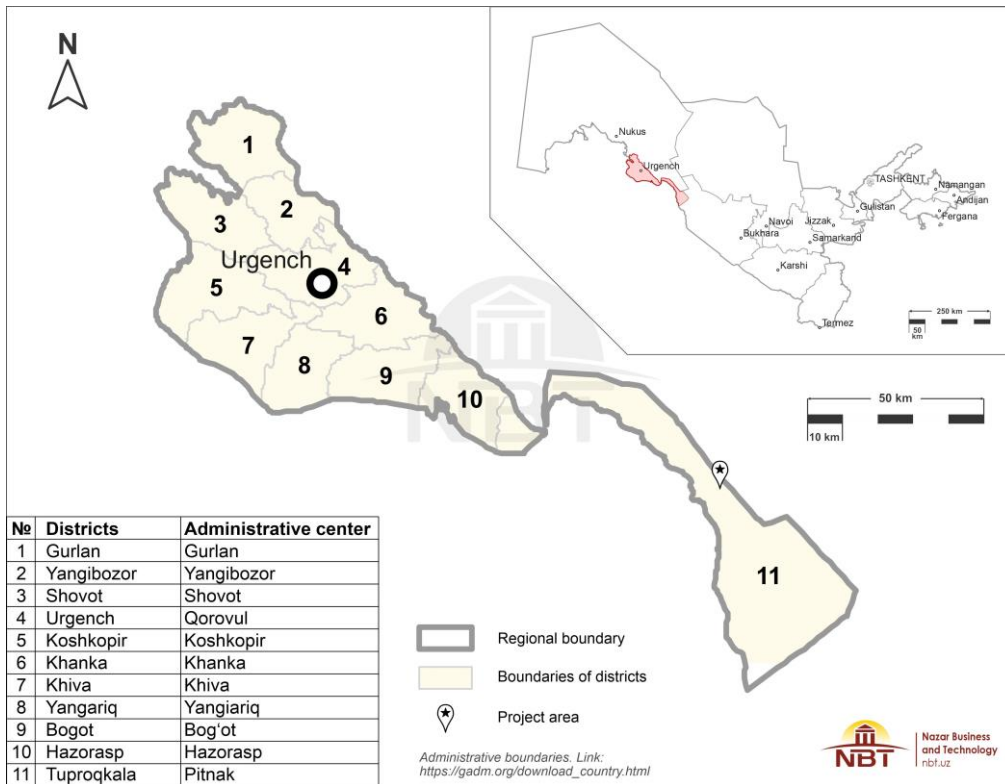 N
1
2
3
Urgench
4
5
6
7
8
9
10
11
Nukus
Urgench
TASHKENT
Namangan
Andijan
Fergana
Gulistan
Navoi
Jizzak
Bukhara
Samarkand
Karshi
Termez
250 km
50
km
50 km
10 km
NBT
№ Districts Administrative center
1 Gurlan Gurlan
2 Yangibozor Yangibozor
3 Shovot Shovot
4 Urgench Qorovul
5 Koshkopir Koshkopir
6 Khanka Khanka
7 Khiva Khiva
8 Yangariq Yangiariq
9 Bogot Bog‘ot
10 Hazorasp Hazorasp
11 Tuproqkala Pitnak
Regional boundary
Boundaries of districts
Project area
Administrative boundaries. Link:
https://gadm.org/download_country.html
NBT
Nazar Business
and Technology
nbt.uz